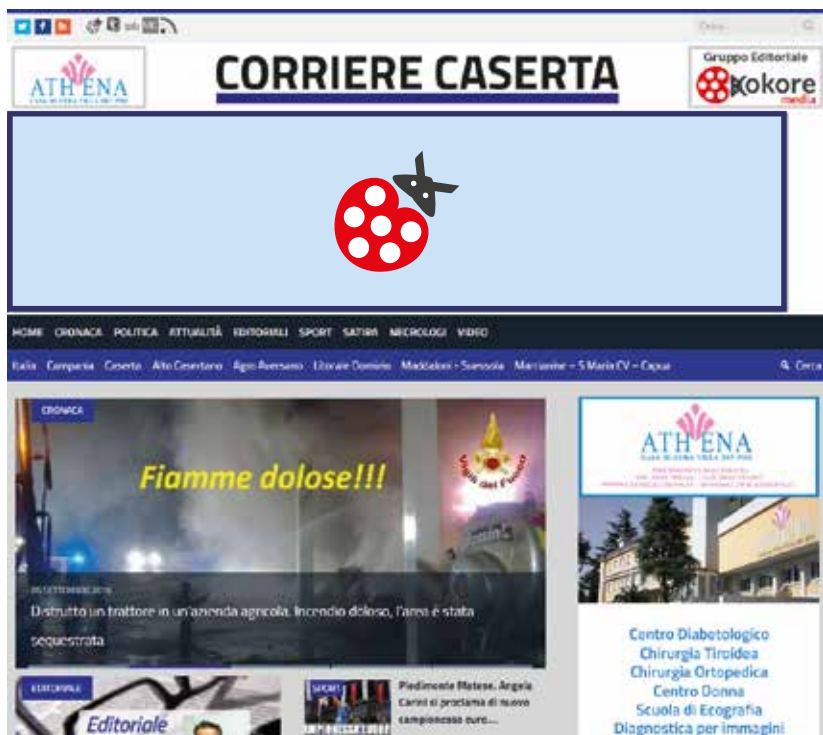 Cerca...
ATHENA
CORRIERE CASERTA
Gruppo Editoriale
Kokore
media
HOME CRONACA POLITICA ATTUALITÀ EDITORIALI SPORT SATIRA NECROLOGI VIDEO
Italia Campania Caserta Alto Casertano Agro Aversano Litorale Domizio Maddaloni - Suessola Marcianise – S Maria CV – Capua Cerca
CRONACA
Fiamme dolose!!!
Vigili del Fuoco
Distrutto un trattore in un'azienda agricola. Incendio doloso, l'area è stata
sequestrata
EDITORIALE
Editoriale
SPORT
Piedimonte Matese. Angela
Carini si proclama di nuovo
campionessa euro...
ATHENA
Centro Diabetologico
Chirurgia Tiroidea
Chirurgia Ortopedica
Centro Donna
Scuola di Ecografia
Diagnostica per immagini